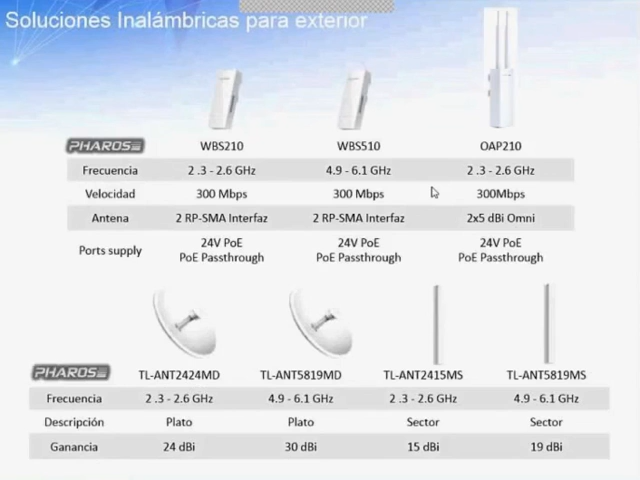 Soluciones Inalámbricas para exterior
PHAROS WBS210 WBS510 OAP210
Frecuencia 2 .3 - 2.6 GHz 4.9 - 6.1 GHz 2 .3 - 2.6 GHz
Velocidad 300 Mbps 300 Mbps 300Mbps
Antena 2 RP-SMA Interfaz 2 RP-SMA Interfaz 2x5 dBi Omni
Ports supply 24V PoE 24V PoE 24V PoE
PoE Passthrough PoE Passthrough PoE Passthrough
PHAROS TL-ANT2424MD TL-ANT5819MD TL-ANT2415MS TL-ANT5819MS
Frecuencia 2 .3 - 2.6 GHz 4.9 - 6.1 GHz 2 .3 - 2.6 GHz 4.9 - 6.1 GHz
Descripción Plato Plato Sector Sector
Ganancia 24 dBi 30 dBi 15 dBi 19 dBi